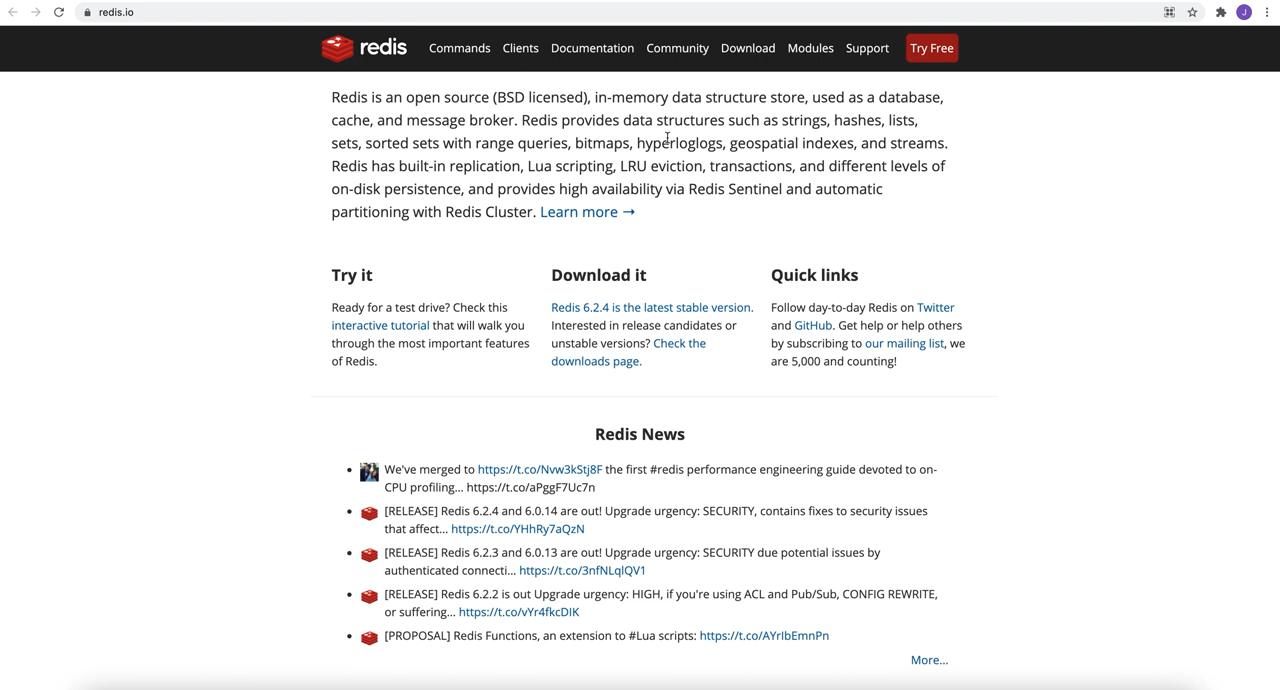 redis.io
J
redis Commands Clients Documentation Community Download Modules Support Try Free
Redis is an open source (BSD licensed), in-memory data structure store, used as a database,
cache, and message broker. Redis provides data structures such as strings, hashes, lists,
sets, sorted sets with range queries, bitmaps, hyperloglogs, geospatial indexes, and streams.
Redis has built-in replication, Lua scripting, LRU eviction, transactions, and different levels of
on-disk persistence, and provides high availability via Redis Sentinel and automatic
partitioning with Redis Cluster. Learn more →
Try it
Ready for a test drive? Check this
interactive tutorial that will walk you
through the most important features
of Redis.
Download it
Redis 6.2.4 is the latest stable version.
Interested in release candidates or
unstable versions? Check the
downloads page.
Quick links
Follow day-to-day Redis on Twitter
and GitHub. Get help or help others
by subscribing to our mailing list, we
are 5,000 and counting!
Redis News
• We've merged to https://t.co/Nvw3kStj8F the first #redis performance engineering guide devoted to on-
CPU profiling... https://t.co/aPggF7Uc7n
• [RELEASE] Redis 6.2.4 and 6.0.14 are out! Upgrade urgency: SECURITY, contains fixes to security issues
that affect... https://t.co/YHhRy7aQzN
• [RELEASE] Redis 6.2.3 and 6.0.13 are out! Upgrade urgency: SECURITY due potential issues by
authenticated connecti... https://t.co/3nfNLqlQV1
• [RELEASE] Redis 6.2.2 is out Upgrade urgency: HIGH, if you're using ACL and Pub/Sub, CONFIG REWRITE,
or suffering... https://t.co/vYr4fkcDIK
• [PROPOSAL] Redis Functions, an extension to #Lua scripts: https://t.co/AYrIbEmnPn
More...